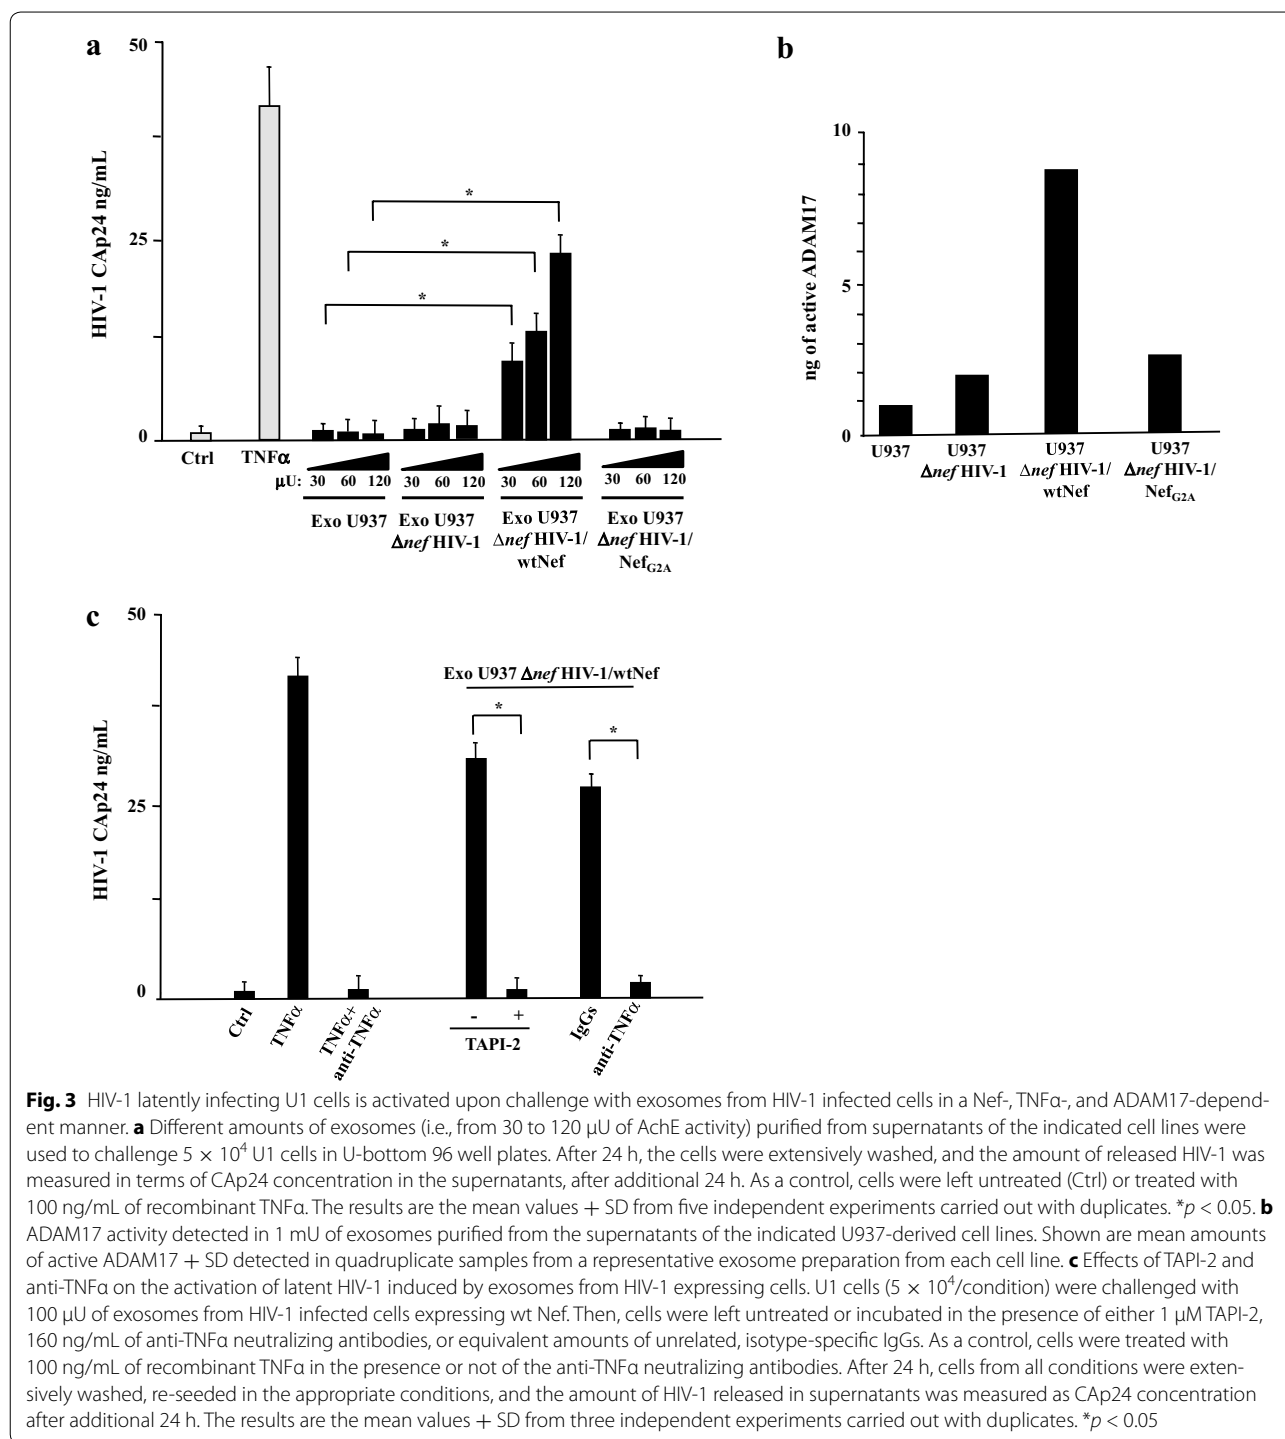 a
50
25
0
HIV-1 CAp24 ng/mL
*
*
*
Ctrl TNFα
µU: 30 60 120 30 60 120 30 60 120 30 60 120
Exo U937
Exo U937
Δnef HIV-1
Exo U937
Δnef HIV-1/
wtNef
Exo U937
Δnef HIV-1/
NefG2A
b
10
5
0
ng of active ADAM17
U937
U937
Δnef HIV-1
U937
Δnef HIV-1/
wtNef
U937
Δnef HIV-1/
NefG2A
c
50
25
0
HIV-1 CAp24 ng/mL
Exo U937 Δnef HIV-1/wtNef
*
*
Ctrl
TNFα
TNFα+
anti-TNFα
- +
TAPI-2
IgGs
anti-TNFα
Fig. 3 HIV-1 latently infecting U1 cells is activated upon challenge with exosomes from HIV-1 infected cells in a Nef-, TNFα-, and ADAM17-depend-
ent manner. a Different amounts of exosomes (i.e., from 30 to 120 µU of AchE activity) purified from supernatants of the indicated cell lines were
used to challenge 5 × 10⁴ U1 cells in U-bottom 96 well plates. After 24 h, the cells were extensively washed, and the amount of released HIV-1 was
measured in terms of CAp24 concentration in the supernatants, after additional 24 h. As a control, cells were left untreated (Ctrl) or treated with
100 ng/mL of recombinant TNFα. The results are the mean values + SD from five independent experiments carried out with duplicates. *p < 0.05. b
ADAM17 activity detected in 1 mU of exosomes purified from the supernatants of the indicated U937-derived cell lines. Shown are mean amounts
of active ADAM17 + SD detected in quadruplicate samples from a representative exosome preparation from each cell line. c Effects of TAPI-2 and
anti-TNFα on the activation of latent HIV-1 induced by exosomes from HIV-1 expressing cells. U1 cells (5 × 10⁴/condition) were challenged with
100 µU of exosomes from HIV-1 infected cells expressing wt Nef. Then, cells were left untreated or incubated in the presence of either 1 µM TAPI-2,
160 ng/mL of anti-TNFα neutralizing antibodies, or equivalent amounts of unrelated, isotype-specific IgGs. As a control, cells were treated with
100 ng/mL of recombinant TNFα in the presence or not of the anti-TNFα neutralizing antibodies. After 24 h, cells from all conditions were exten-
sively washed, re-seeded in the appropriate conditions, and the amount of HIV-1 released in supernatants was measured as CAp24 concentration
after additional 24 h. The results are the mean values + SD from three independent experiments carried out with duplicates. *p < 0.05